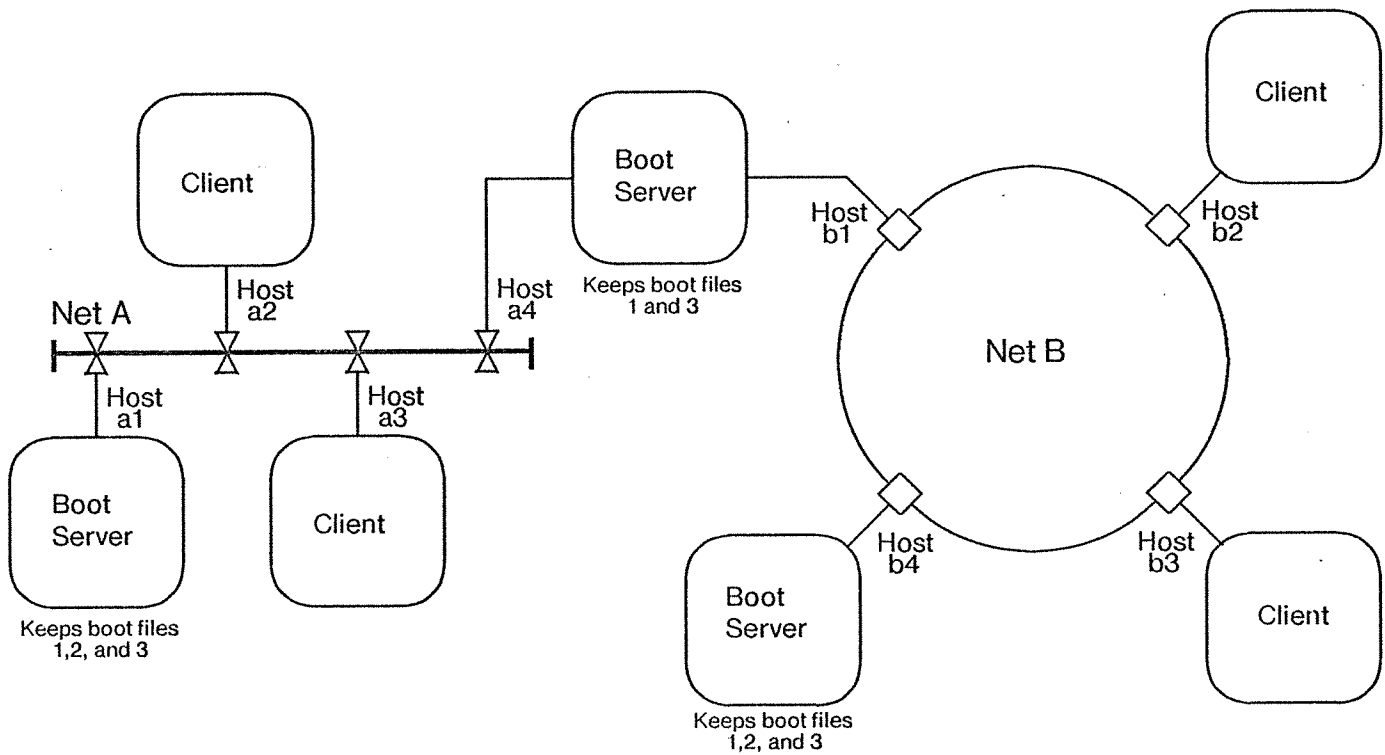 Client
Boot
Server
Client
Host
b1
Host
b2
Keeps boot files
1 and 3
Host
a2
Host
a4
Net A
Net B
Host
a1
Host
a3
Boot
Server
Client
Host
b4
Host
b3
Boot
Server
Client
Keeps boot files
1,2, and 3
Keeps boot files
1,2, and 3